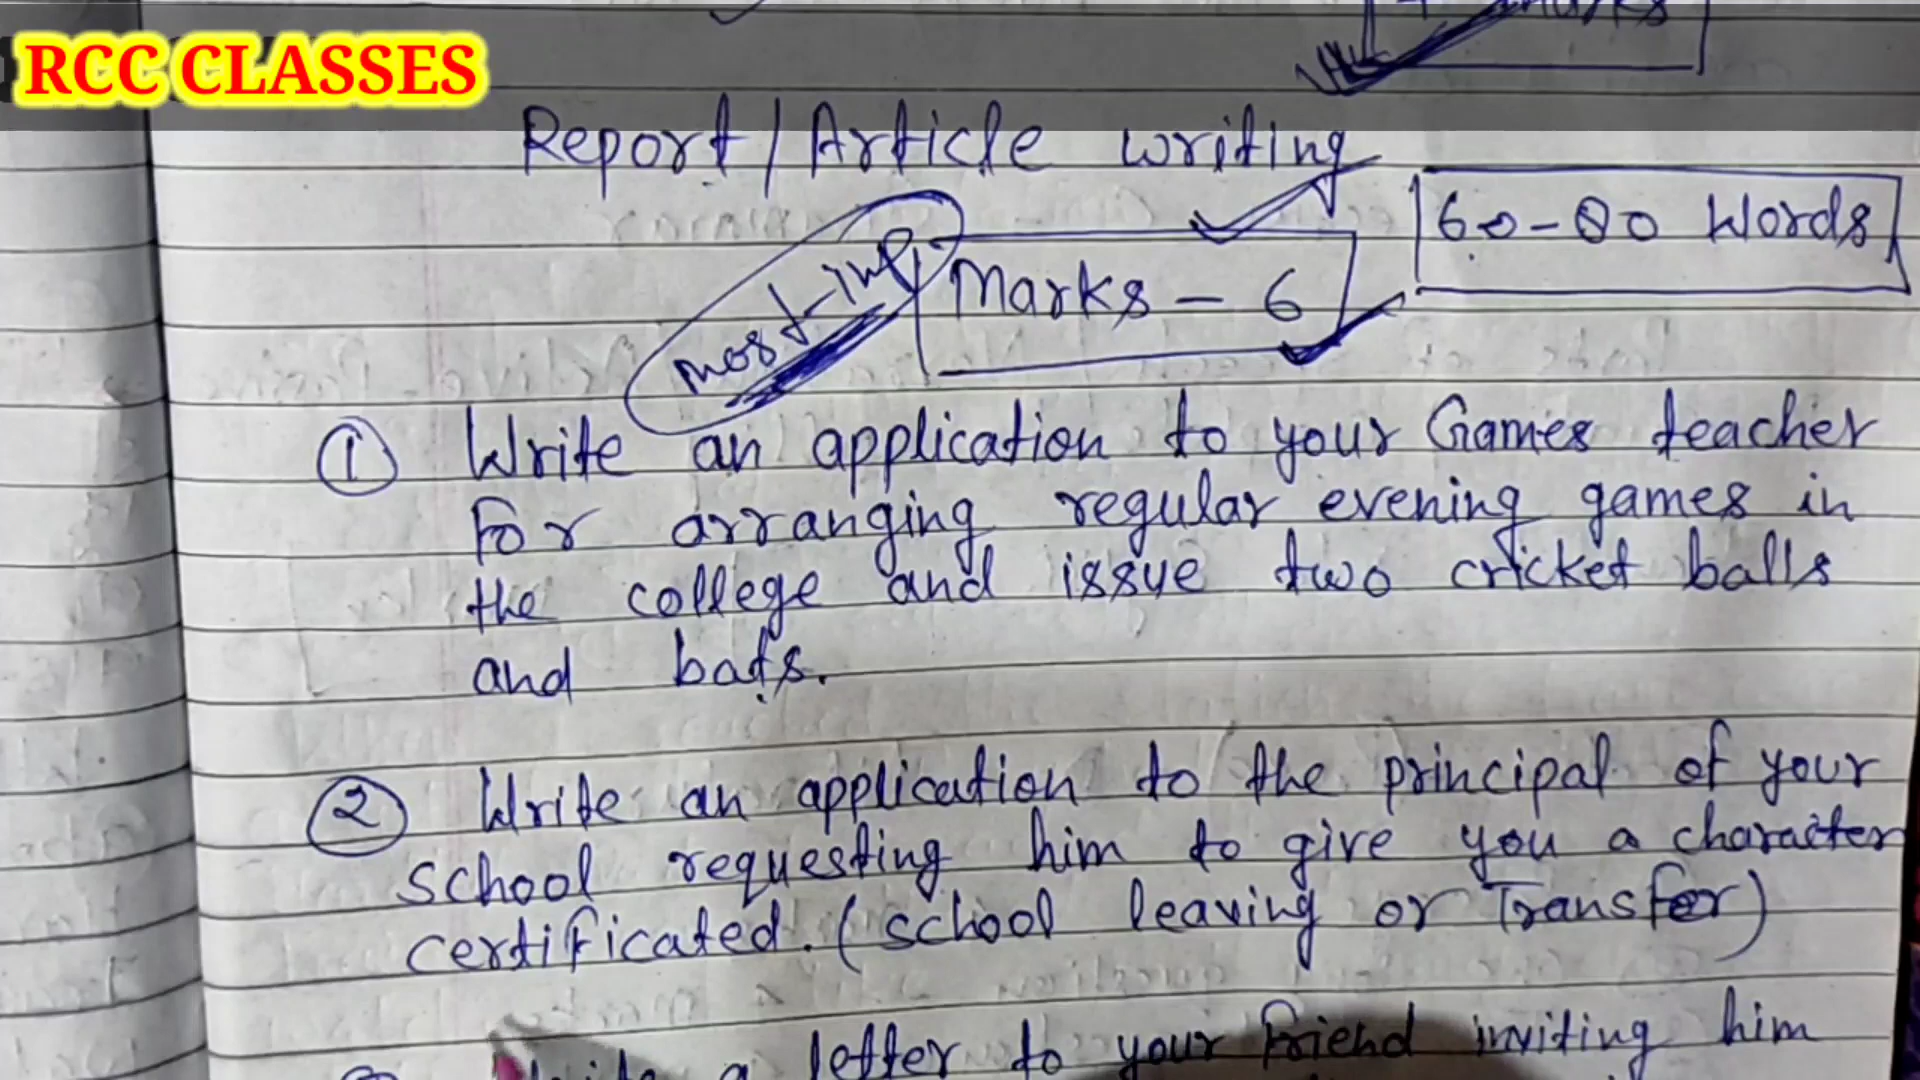 RCC CLASSES
Report/Article writing
60-80 Words
most-imp
Marks - 6
① Write an application to your Games teacher
For arranging regular evening games in
the college and issue two cricket balls
and bats.
② Write an application to the principal of your
school requesting him to give you a character
certificated. (school leaving or Transfer)
a letter to your Friend inviting him